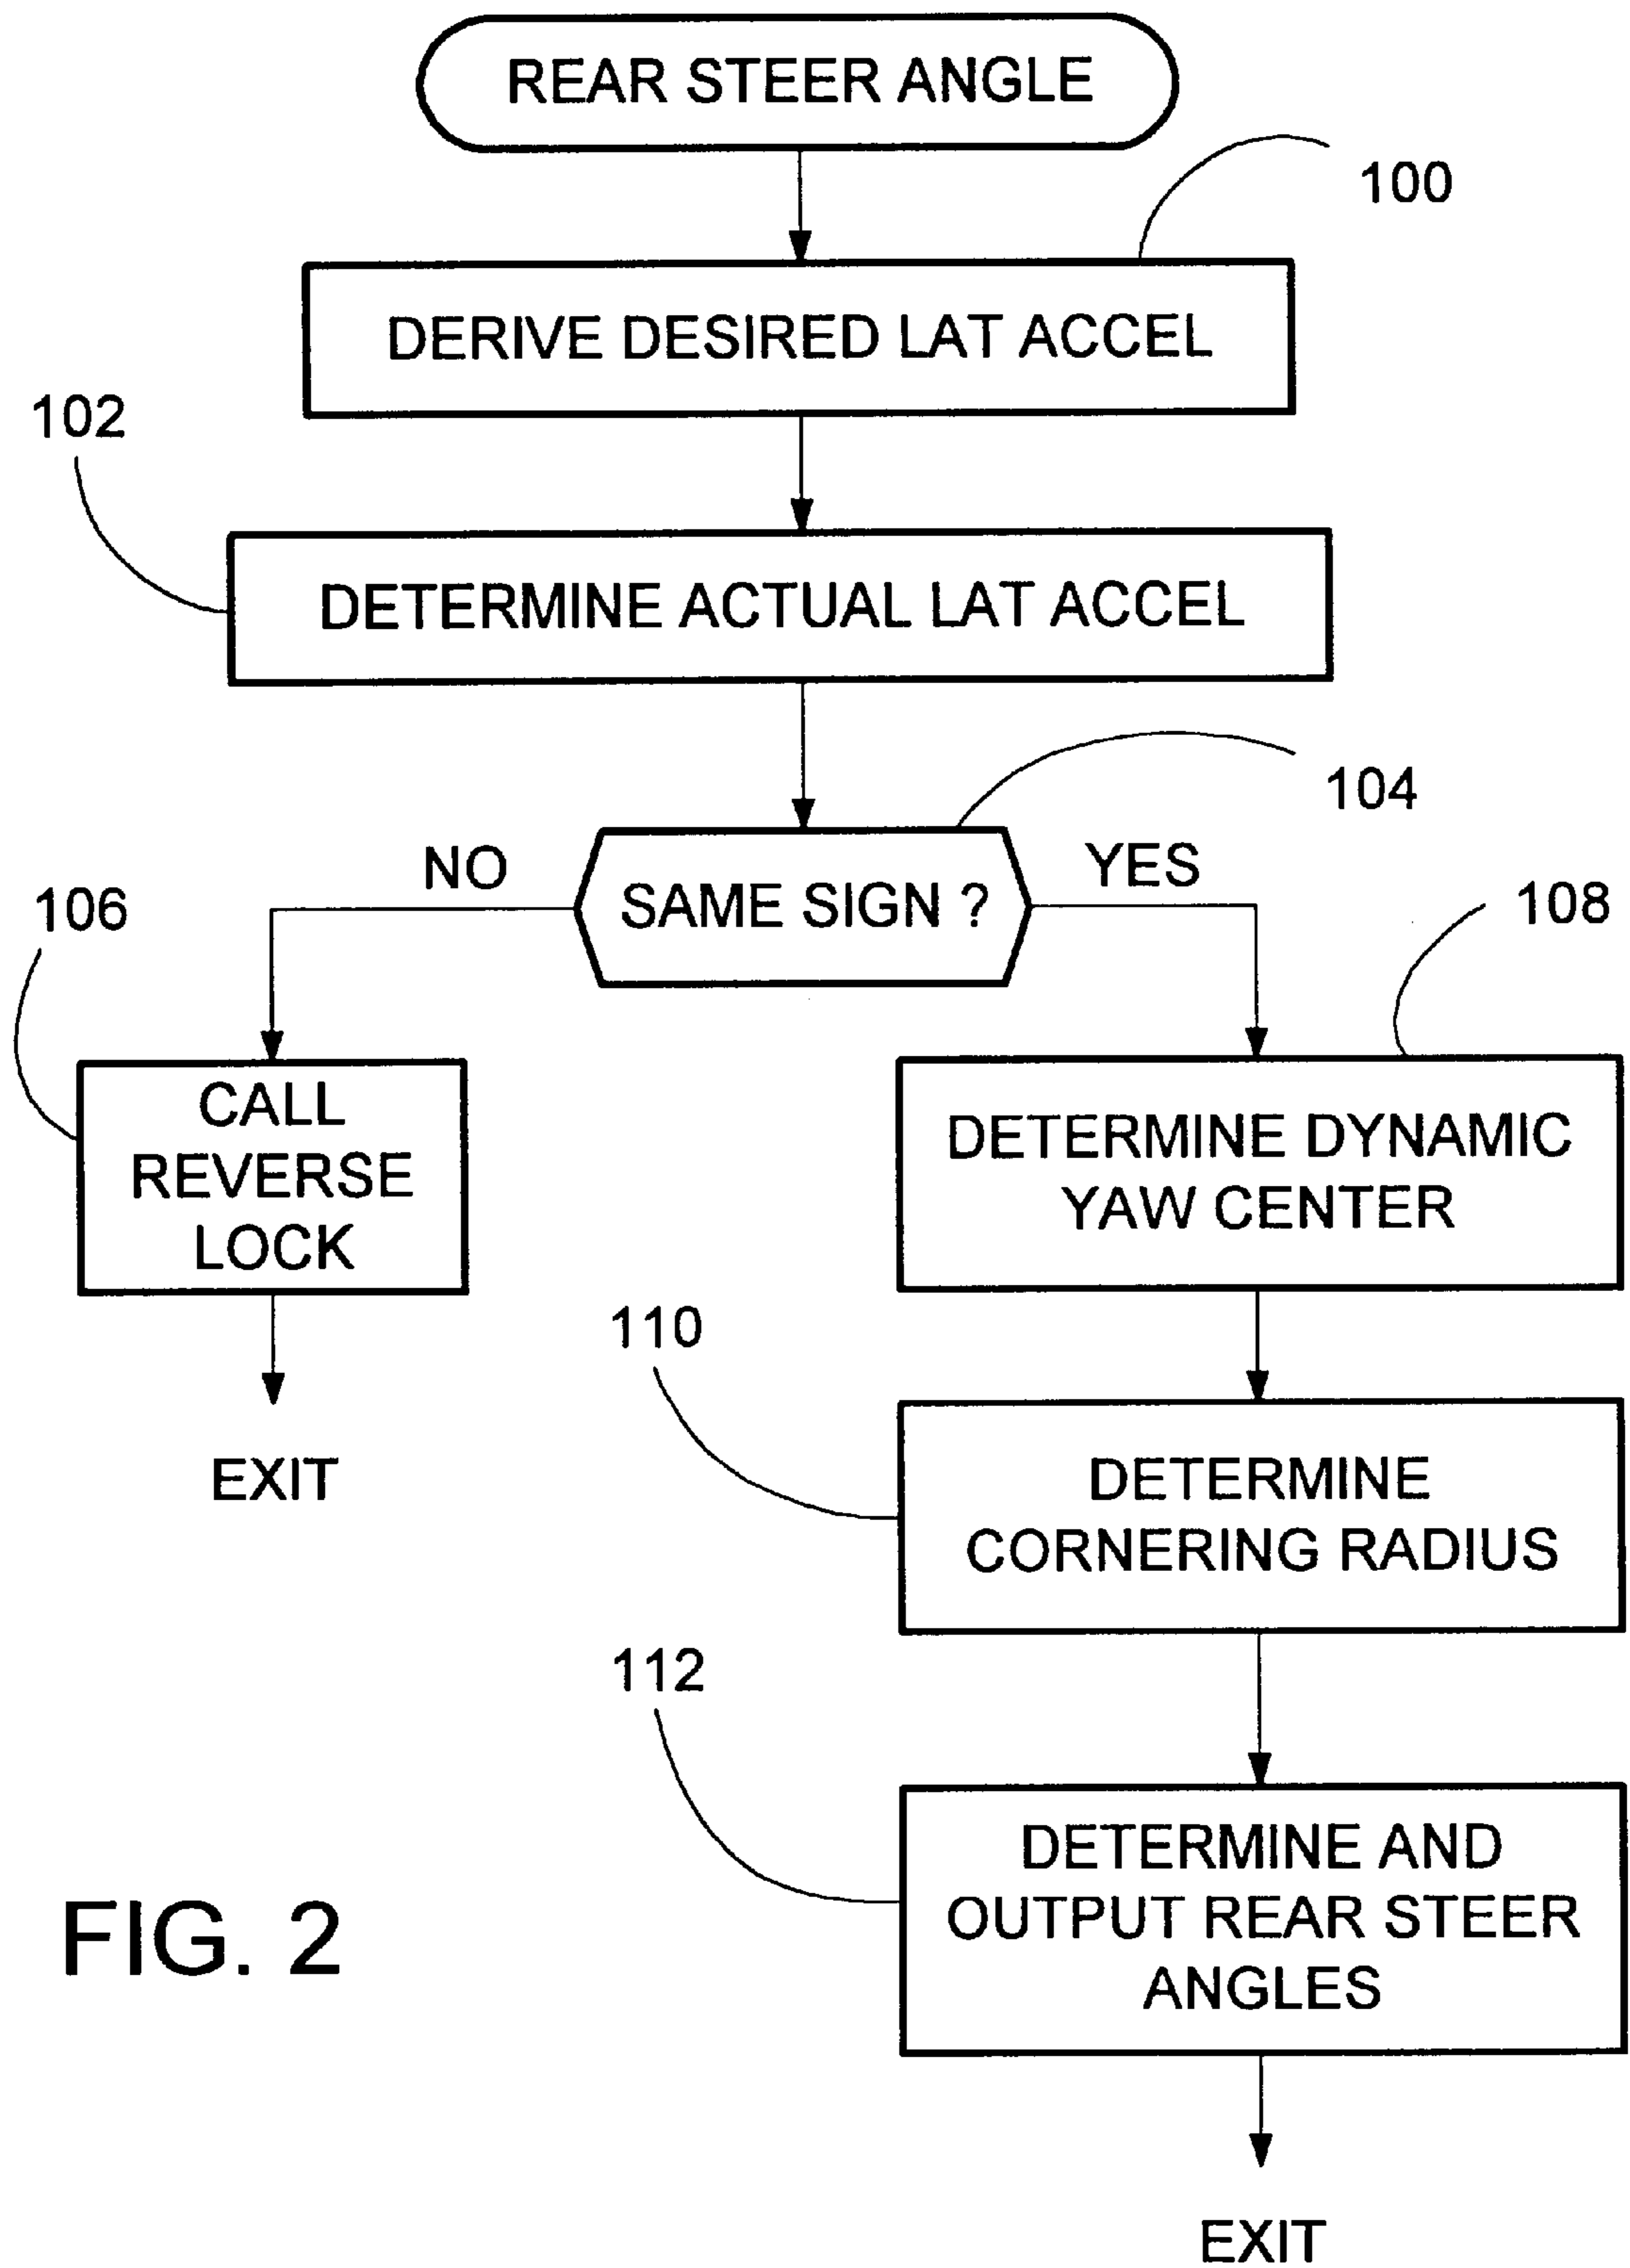 REAR STEER ANGLE
100
DERIVE DESIRED LAT ACCEL
102
DETERMINE ACTUAL LAT ACCEL
104
NO
YES
SAME SIGN ?
106
108
CALL
REVERSE
LOCK
DETERMINE DYNAMIC
YAW CENTER
110
EXIT
DETERMINE
CORNERING RADIUS
112
DETERMINE AND
OUTPUT REAR STEER
ANGLES
FIG. 2
EXIT